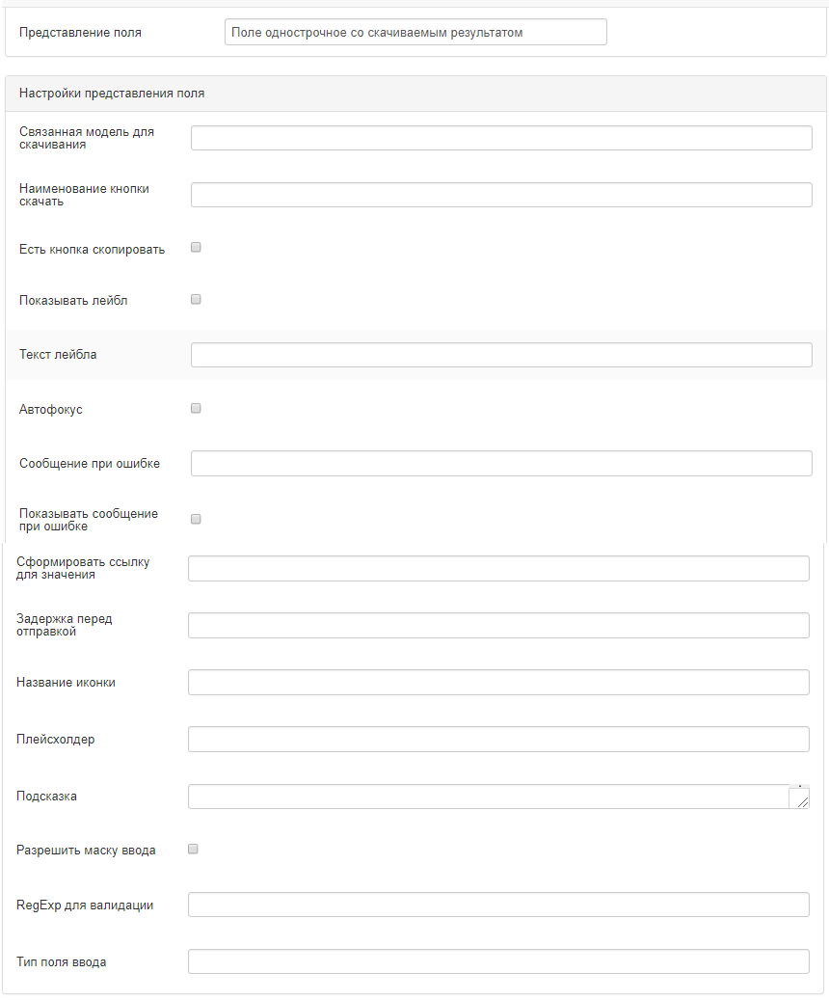 Представление поля
Поле однострочное со скачиваемым результатом
Настройки представления поля
Связанная модель для
скачивания
Наименование кнопки
скачать
Есть кнопка скопировать
Показывать лейбл
Текст лейбла
Автофокус
Сообщение при ошибке
Показывать сообщение
при ошибке
Сформировать ссылку
для значения
Задержка перед
отправкой
Название иконки
Плейсхолдер
Подсказка
Разрешить маску ввода
RegExp для валидации
Тип поля ввода